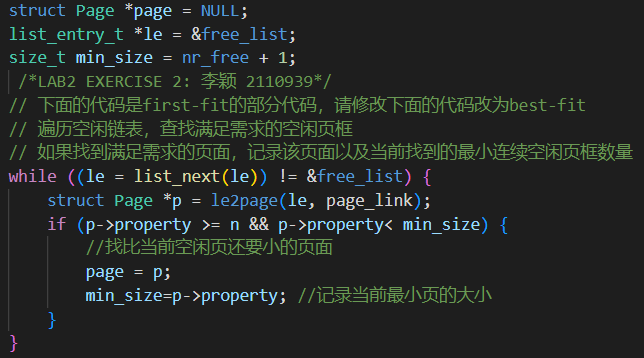 struct Page *page = NULL;
list_entry_t *le = &free_list;
size_t min_size = nr_free + 1;
/*LAB2 EXERCISE 2: 李颖 2110939*/
// 下面的代码是first-fit的部分代码，请修改下面的代码改为best-fit
// 遍历空闲链表，查找满足需求的空闲页框
// 如果找到满足需求的页面，记录该页面以及当前找到的最小连续空闲页框数量
while ((le = list_next(le)) != &free_list) {
struct Page *p = le2page(le, page_link);
if (p->property >= n && p->property< min_size) {
//找比当前空闲页还要小的页面
page = p;
min_size=p->property; //记录当前最小页的大小
}
}